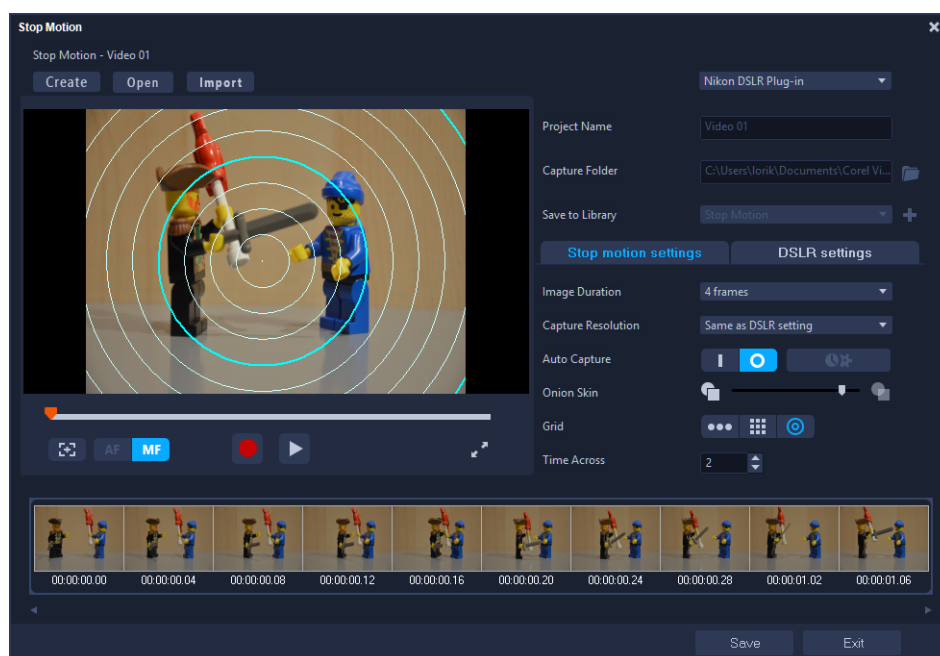 Stop Motion
Stop Motion - Video 01
Create Open Import
Nikon DSLR Plug-in
Project Name Video 01
Capture Folder C:\Users\lorik\Documents\Corel Vi...
Save to Library Stop Motion
Stop motion settings DSLR settings
Image Duration 4 frames
Capture Resolution Same as DSLR setting
Auto Capture
Onion Skin
Grid
Time Across 2
AF MF
00:00:00.00 00:00:00.04 00:00:00.08 00:00:00.12 00:00:00.16 00:00:00.20 00:00:00.24 00:00:00.28 00:00:01.02 00:00:01.06
Save Exit